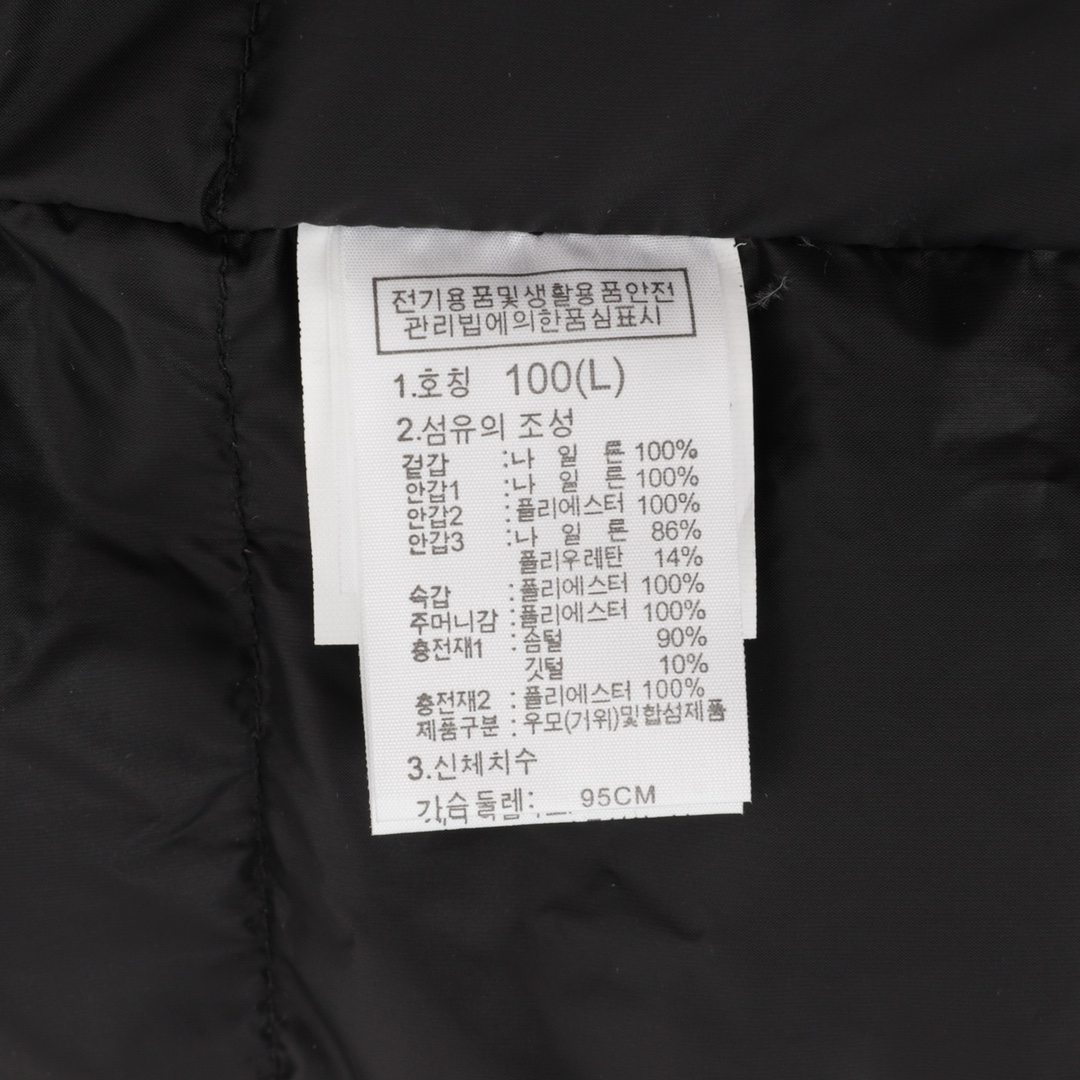 전기용품및생활용품안전
관리법에의한품심표시
1.호칭 100(L)
2.섬유의 조성
겉감 :나 일 론 100%
안감1 :나 일 론 100%
안감2 :폴리에스터 100%
안감3 :나 일 론 86%
폴리우레탄 14%
속감 :폴리에스터 100%
주머니감 :폴리에스터 100%
충전재1 :솜털 90%
깃털 10%
충전재2 :폴리에스터 100%
제품구분 :우모(거위)및합섬제품
3.신체치수
가슴둘레: 95CM